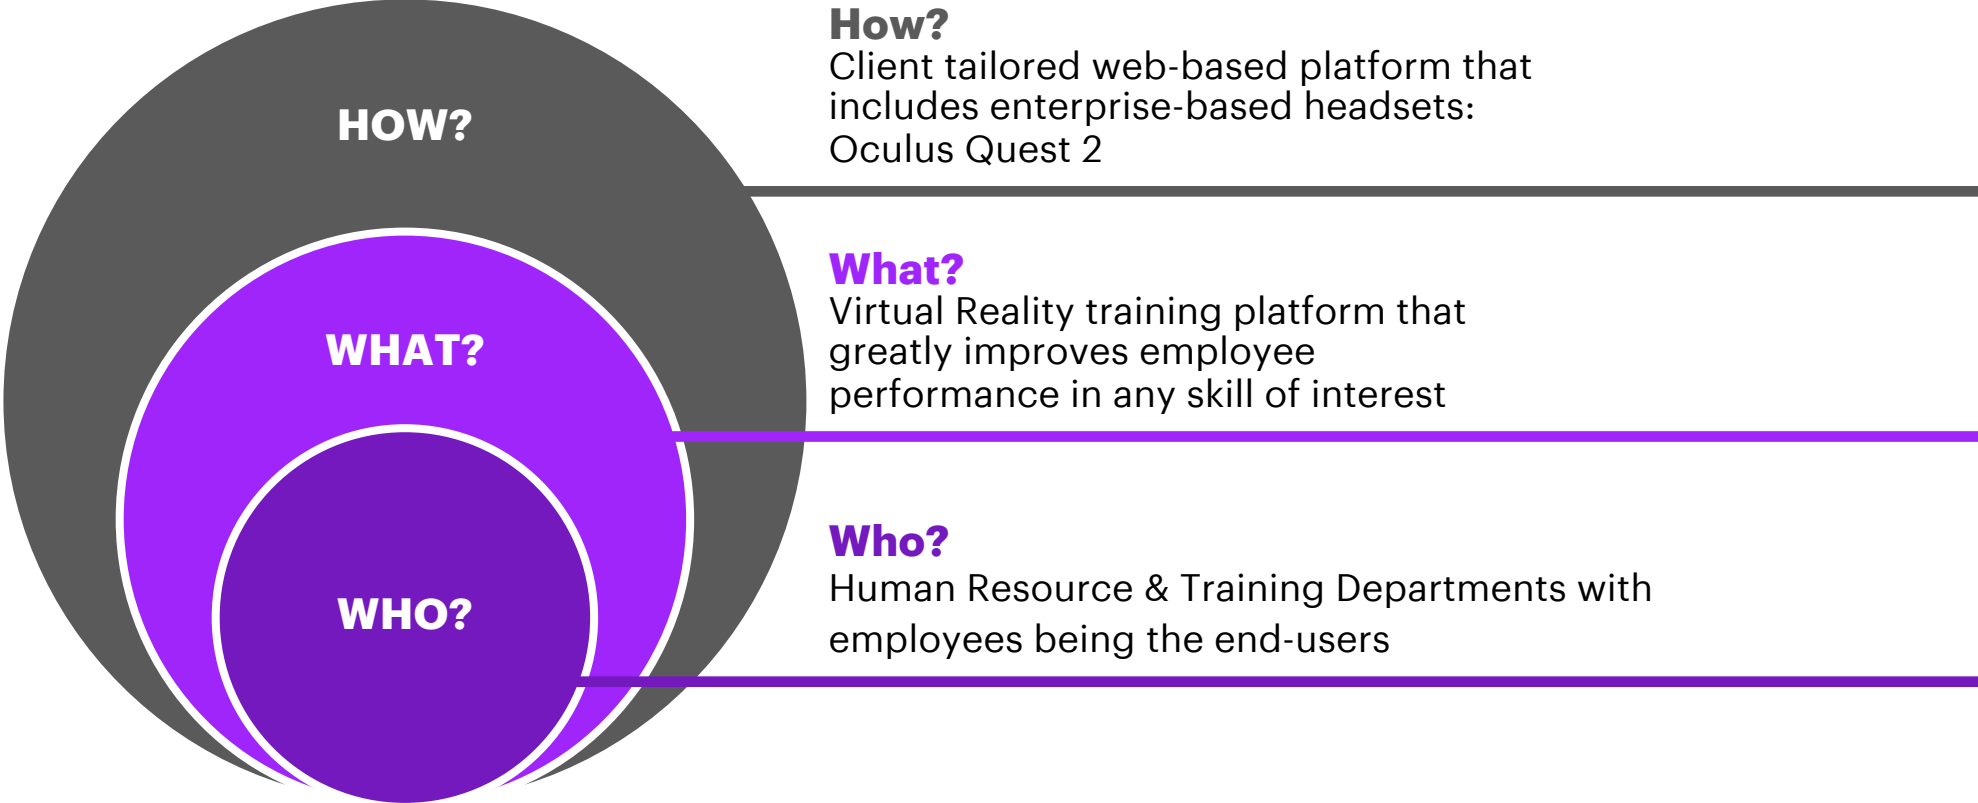 HOW?
WHAT?
WHO?
How?
Client tailored web-based platform that
includes enterprise-based headsets:
Oculus Quest 2
What?
Virtual Reality training platform that
greatly improves employee
performance in any skill of interest
Who?
Human Resource & Training Departments with
employees being the end-users